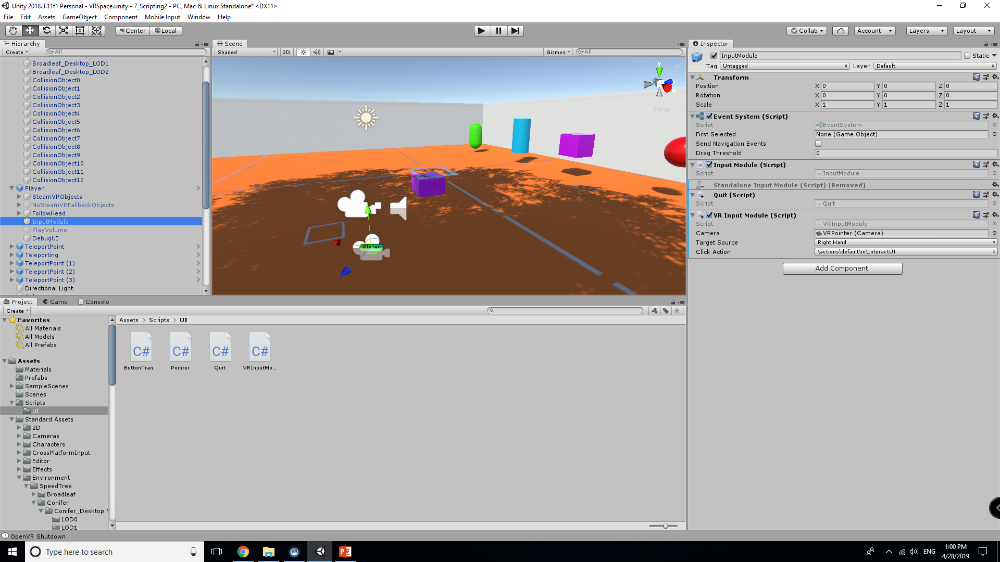 Unity 2018.3.11f1 Personal - VRSpace.unity - 7_Scripting2 - PC, Mac & Linux Standalone* <DX11>
File Edit Assets GameObject Component Mobile Input Window Help
Center Local
Collab Account Layers Layout
Hierarchy
Create All
Broadleaf_Desktop_LOD1
Broadleaf_Desktop_LOD2
CollisionObject0
CollisionObject1
CollisionObject2
CollisionObject3
CollisionObject4
CollisionObject5
CollisionObject6
CollisionObject7
CollisionObject8
CollisionObject9
CollisionObject10
CollisionObject11
CollisionObject12
Player
SteamVRObjects
NoSteamVRFallbackObjects
FollowHead
InputModule
PlayVolume
DebugUI
TeleportPoint
Teleporting
TeleportPoint (1)
TeleportPoint (2)
TeleportPoint (3)
Directional Light
Scene
Shaded 2D Gizmos All
y
z
x
Persp
Player
Inspector
InputModule Static
Tag Untagged Layer Default
Transform
Position X 0 Y 0 Z 0
Rotation X 0 Y 0 Z 0
Scale X 1 Y 1 Z 1
Event System (Script)
Script EventSystem
First Selected None (Game Object)
Send Navigation Events
Drag Threshold 0
Input Module (Script)
Script InputModule
Standalone Input Module (Script) (Removed)
Quit (Script)
Script Quit
VR Input Module (Script)
Script VRInputModule
Camera VRPointer (Camera)
Target Source Right Hand
Click Action \actions\default\in\InteractUI
Add Component
Project Game Console
Create
Favorites
All Materials
All Models
All Prefabs
Assets
Materials
Prefabs
SampleScenes
Scenes
Scripts
UI
Standard Assets
2D
Cameras
Characters
CrossPlatformInput
Editor
Effects
Environment
SpeedTree
Broadleaf
Conifer
Conifer_Desktop
LOD0
LOD1
Assets > Scripts > UI
C# C# C# C#
ButtonTran... Pointer Quit VRInputMo...
OpenVR Shutdown
Type here to search
VR
P
ENG
1:00 PM
4/28/2019